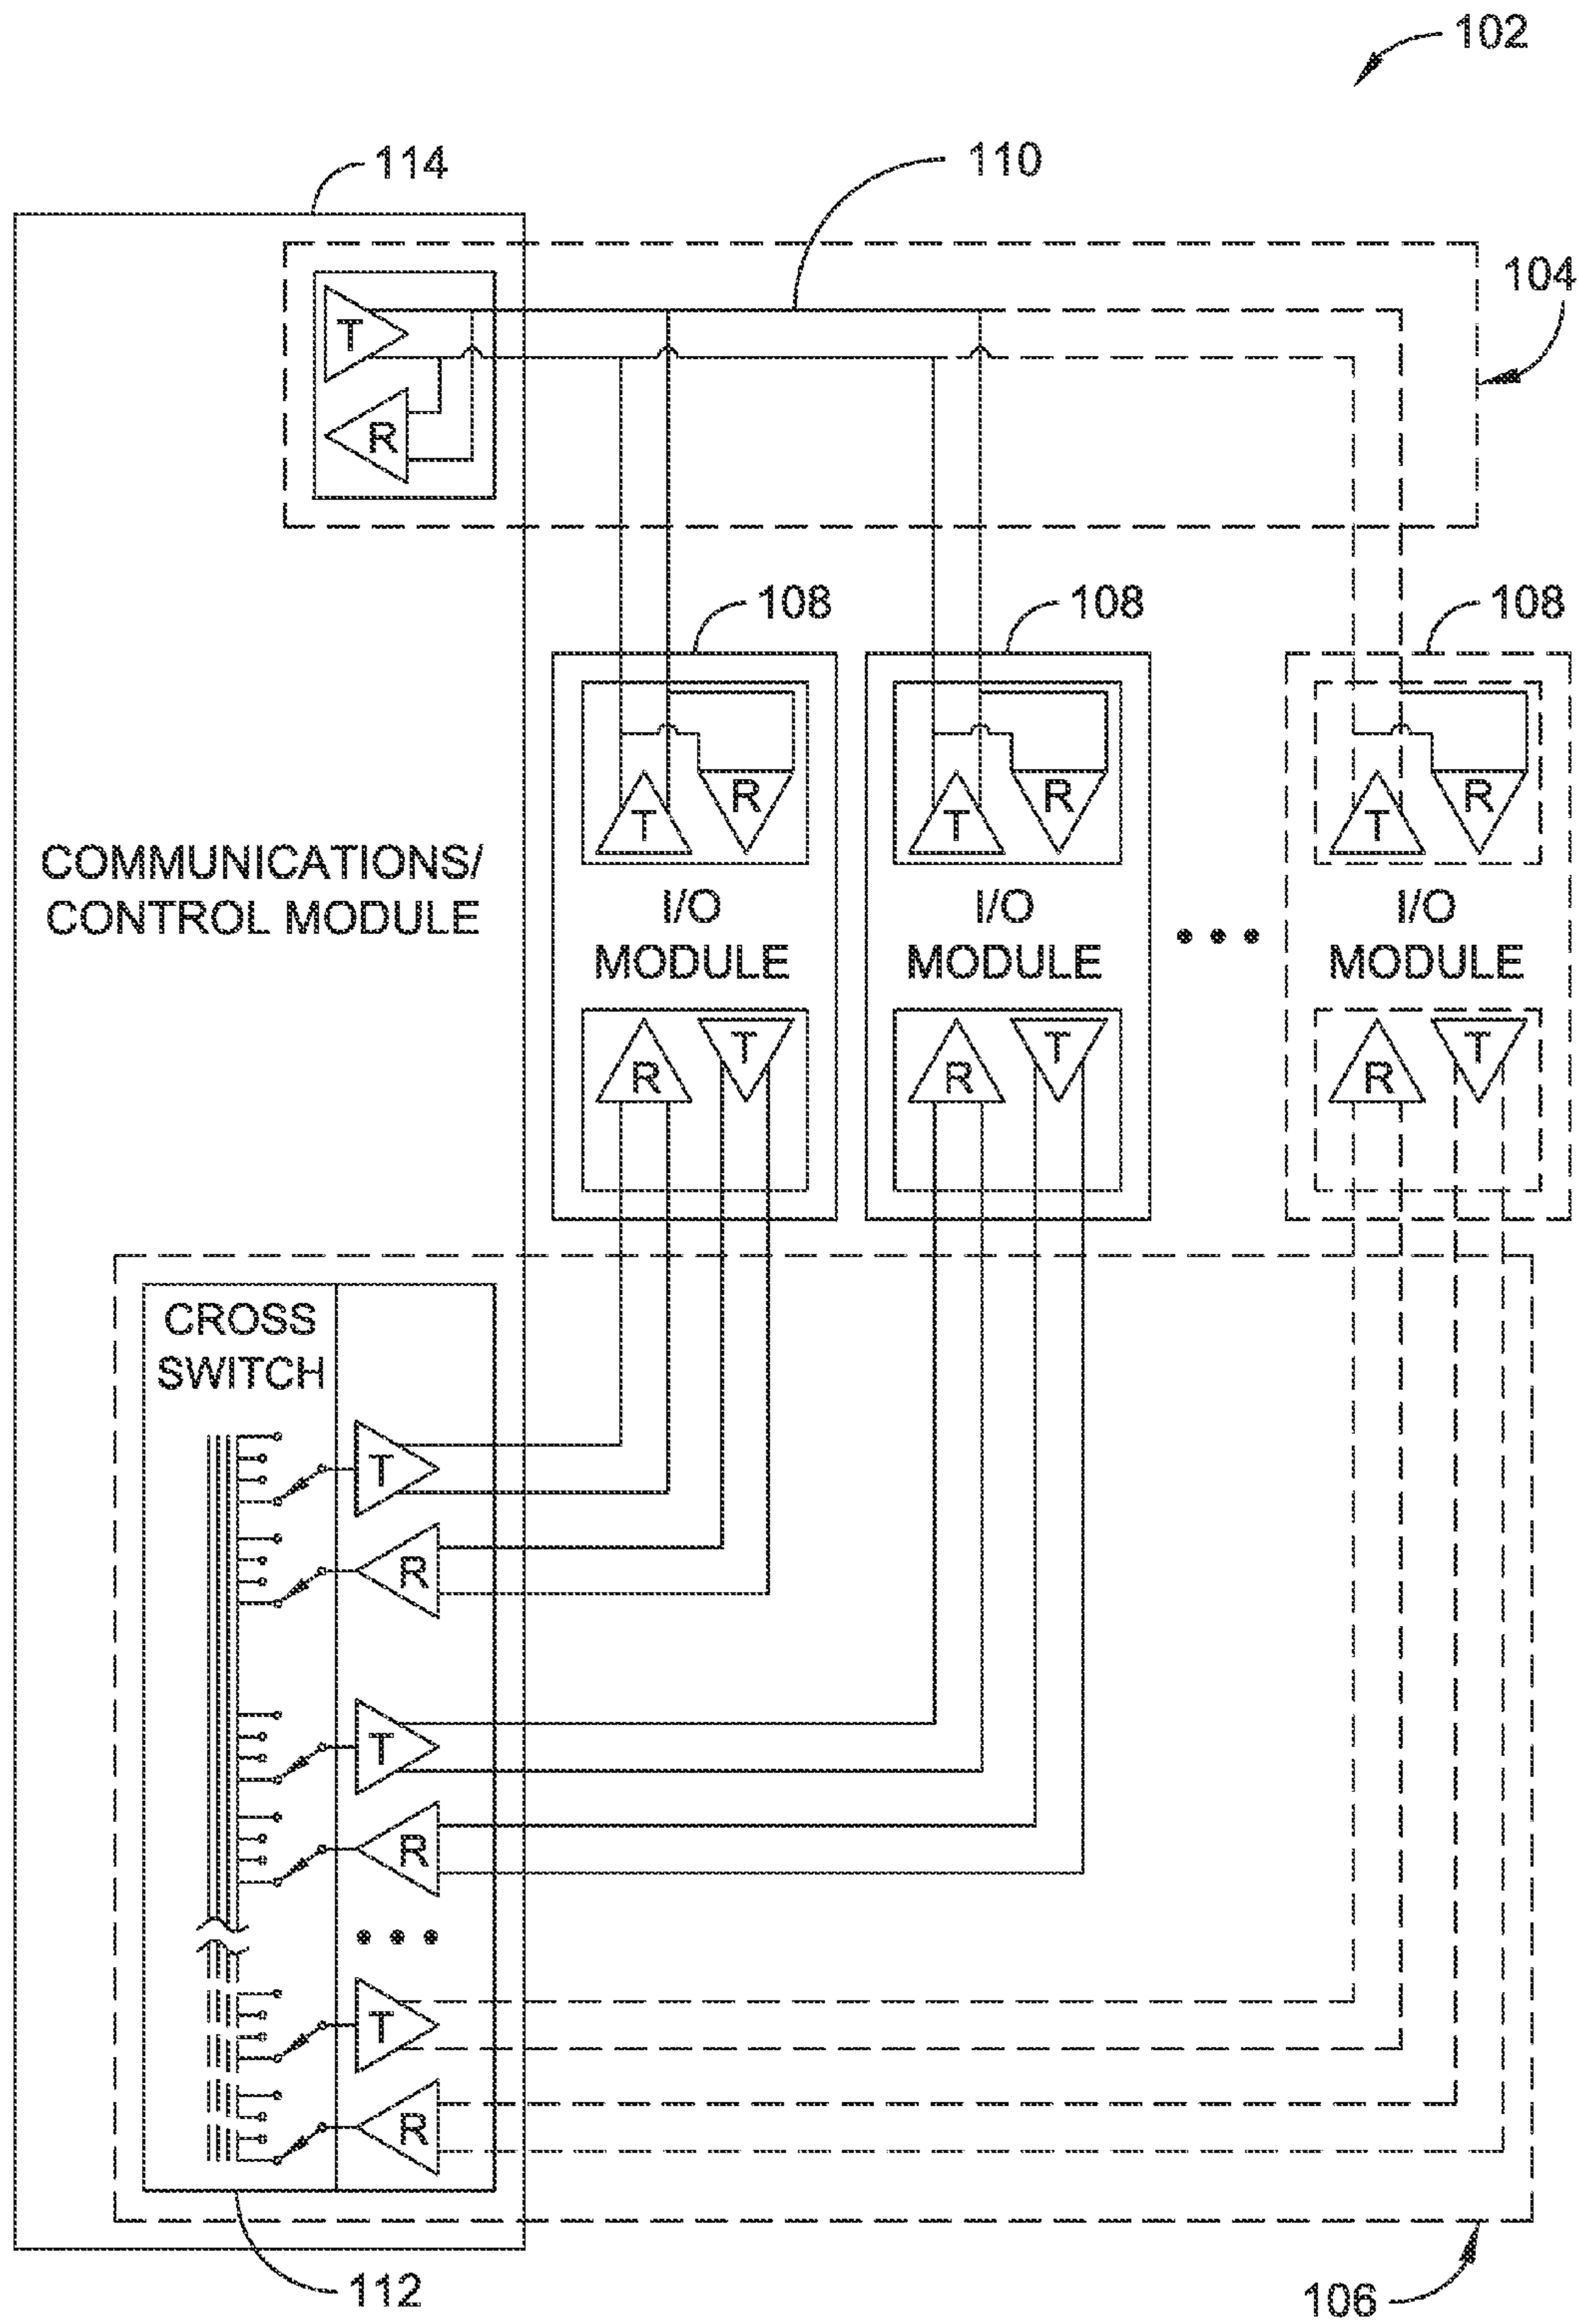 102
114
110
104
T
R
108
108
108
T
R
T
R
T
R
COMMUNICATIONS/
CONTROL MODULE
I/O
MODULE
I/O
MODULE
I/O
MODULE
R
T
R
T
R
T
CROSS
SWITCH
T
R
T
R
T
R
112
106